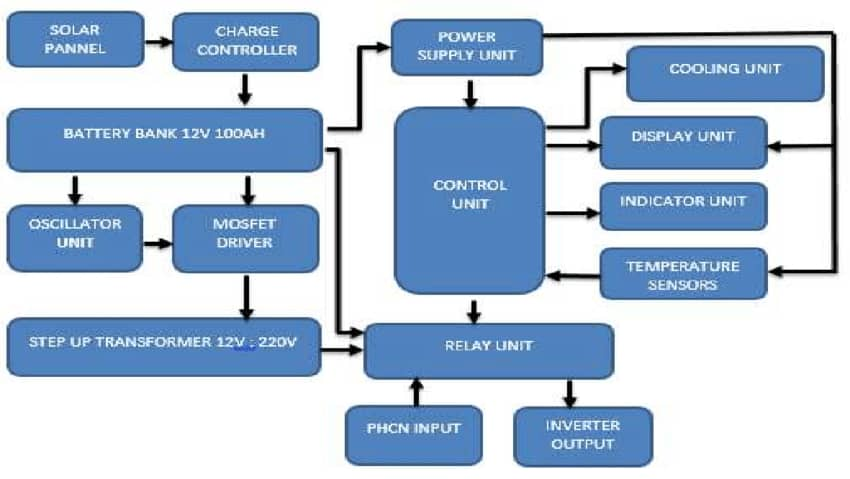 SOLAR
PANNEL
CHARGE
CONTROLLER
POWER
SUPPLY UNIT
COOLING UNIT
BATTERY BANK 12V 100AH
DISPLAY UNIT
CONTROL
UNIT
INDICATOR UNIT
OSCILLATOR
UNIT
MOSFET
DRIVER
TEMPERATURE
SENSORS
STEP UP TRANSFORMER 12V : 220V
RELAY UNIT
PHCN INPUT
INVERTER
OUTPUT